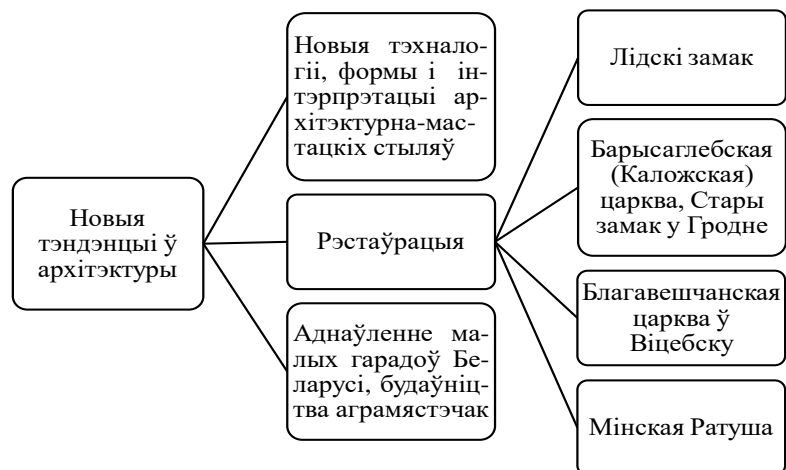 Новыя
тэндэнцыі ў
архітэктуры
Новыя тэхнало-
гіі, формы і ін-
тэрпрэтацыі ар-
хітэктурна-мас-
тацкіх стыляў
Рэстаўрацыя
Аднаўленне ма-
лых гарадоў Бе-
ларусі, будаўніц-
тва аграмястэчак
Лідскі замак
Барысаглебская
(Каложская)
царква, Стары
замак у Гродне
Благавешчанская
царква ў
Віцебску
Мінская Ратуша